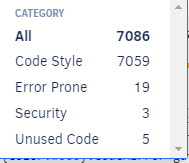 CATEGORY
All 7086
Code Style 7059
Error Prone 19
Security 3
Unused Code 5